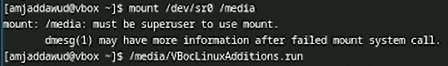 [amjaddawud@vbox ~]$ mount /dev/sr0 /media
mount: /media: must be superuser to use mount.
dmesg(1) may have more information after failed mount system call.
[amjaddawud@vbox ~]$ /media/VBocLinuxAdditions.run